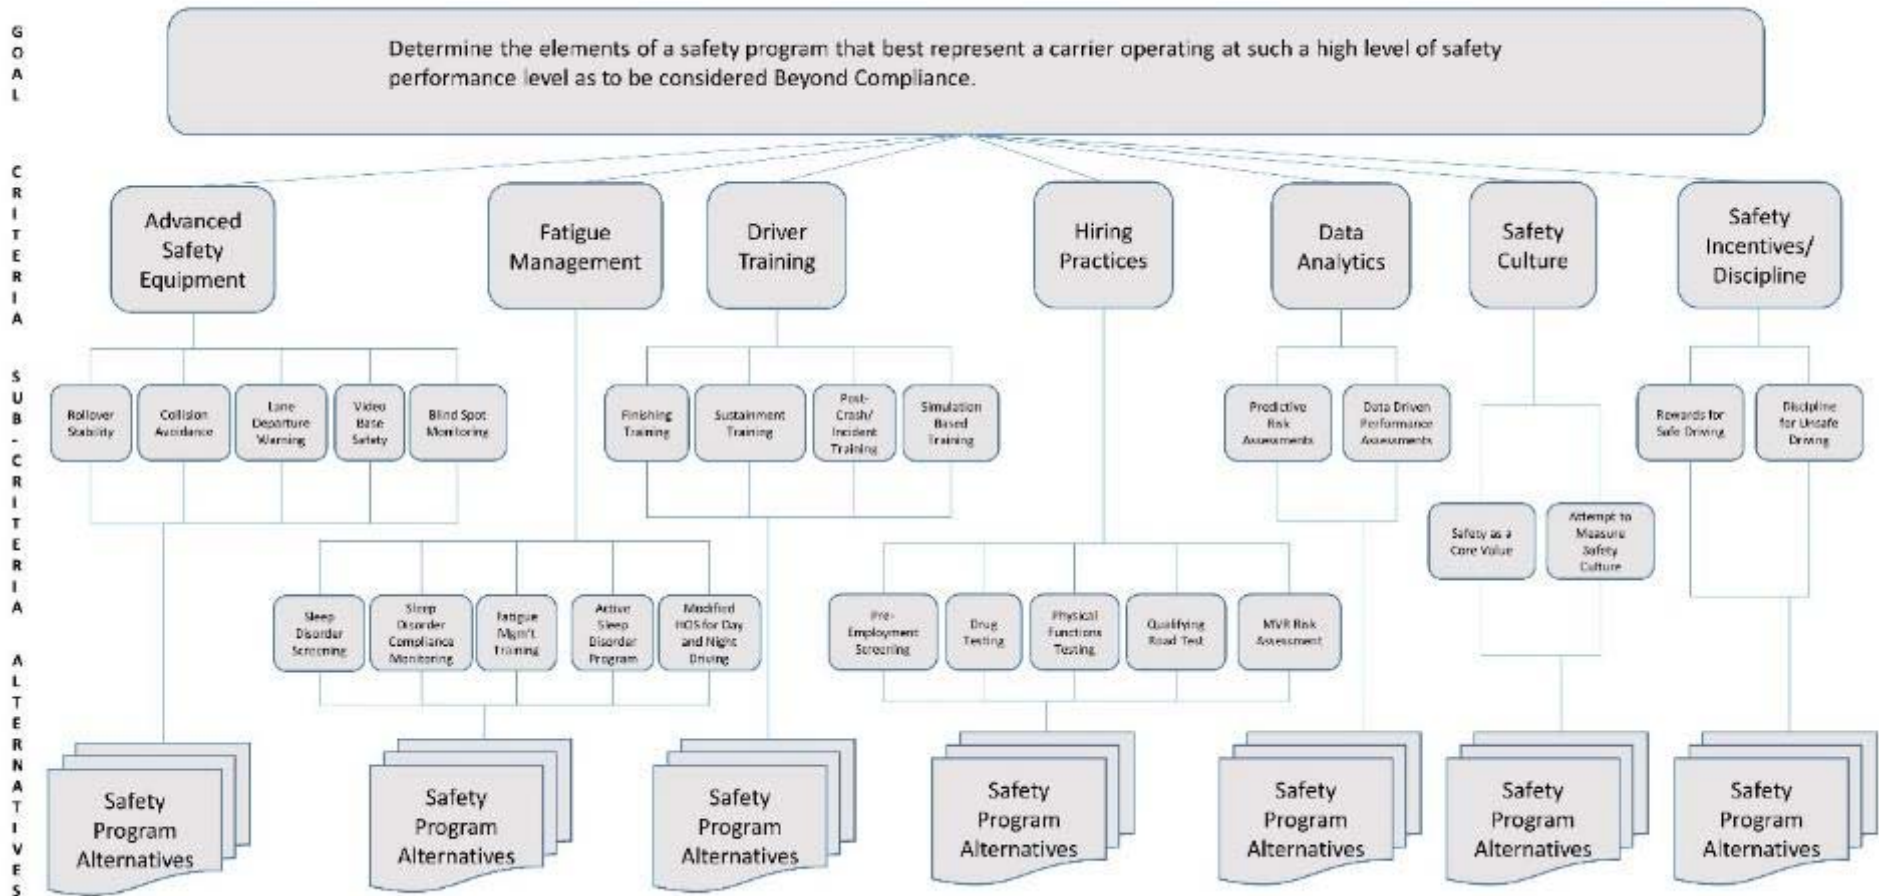 GOAL
Determine the elements of a safety program that best represent a carrier operating at such a high level of safety
performance level as to be considered Beyond Compliance.
CRITERIA
Advanced
Safety
Equipment
Fatigue
Management
Driver
Training
Hiring
Practices
Data
Analytics
Safety
Culture
Safety
Incentives/
Discipline
SUB-CRITERIA
Rollover
Stability
Collision
Avoidance
Lane
Departure
Warning
Video
Base
Safety
Blind Spot
Monitoring
Finishing
Training
Sustainment
Training
Post-
Crash/
Incident
Training
Simulation
Based
Training
Predictive
Risk
Assessments
Data Driven
Performance
Assessments
Rewards for
Safe Driving
Discipline
for Unsafe
Driving
Safety as a
Core Value
Attempt to
Measure
Safety
Culture
Sleep
Disorder
Screening
Sleep
Disorder
Compliance
Monitoring
Fatigue
Mgm't
Training
Active
Sleep
Disorder
Program
Modified
HOS for Day
and Night
Driving
Pre-
Employment
Screening
Drug
Testing
Physical
Functions
Testing
Qualifying
Road Test
MVR Risk
Assessment
ALTERNATIVES
Safety
Program
Alternatives
Safety
Program
Alternatives
Safety
Program
Alternatives
Safety
Program
Alternatives
Safety
Program
Alternatives
Safety
Program
Alternatives
Safety
Program
Alternatives